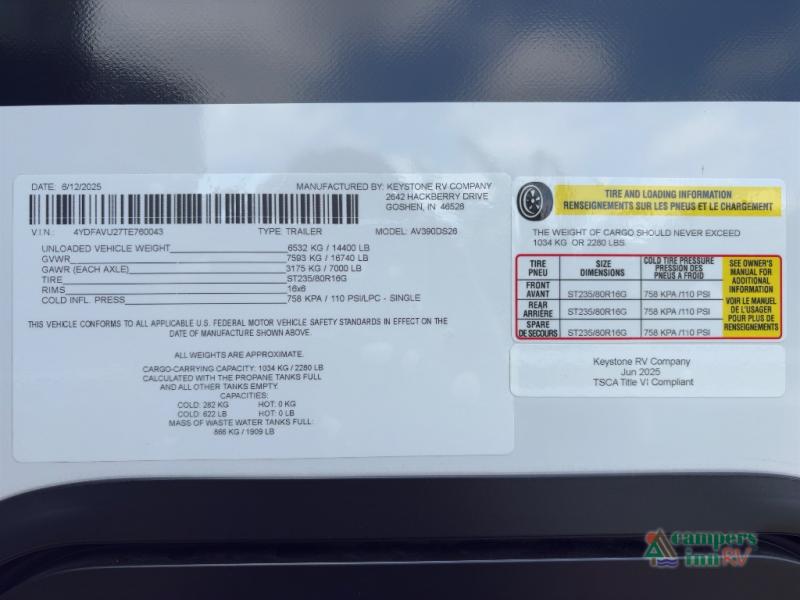 DATE: 6/12/2025
MANUFACTURED BY: KEYSTONE RV COMPANY
2642 HACKBERRY DRIVE
GOSHEN, IN 46526
V.I.N.: 4YDFAVU27TE760043 TYPE: TRAILER MODEL: AV390DS26
UNLOADED VEHICLE WEIGHT 6532 KG / 14400 LB
GVWR 7593 KG / 16740 LB
GAWR (EACH AXLE) 3175 KG / 7000 LB
TIRE ST235/80R16G
RIMS 16x6
COLD INFL. PRESS 758 KPA / 110 PSI/LPC - SINGLE
THIS VEHICLE CONFORMS TO ALL APPLICABLE U.S. FEDERAL MOTOR VEHICLE SAFETY STANDARDS IN EFFECT ON THE
DATE OF MANUFACTURE SHOWN ABOVE.
ALL WEIGHTS ARE APPROXIMATE.
CARGO-CARRYING CAPACITY: 1034 KG / 2280 LB
CALCULATED WITH THE PROPANE TANKS FULL
AND ALL OTHER TANKS EMPTY.
CAPACITIES:
COLD: 282 KG HOT: 0 KG
COLD: 622 LB HOT: 0 LB
MASS OF WASTE WATER TANKS FULL
866 KG / 1909 LB
TIRE AND LOADING INFORMATION
RENSEIGNEMENTS SUR LES PNEUS ET LE CHARGEMENT
THE WEIGHT OF CARGO SHOULD NEVER EXCEED
1034 KG OR 2280 LBS.
TIRE
PNEU
SIZE
DIMENSIONS
COLD TIRE PRESSURE
PRESSION DES
PNEUS A FROID
FRONT
AVANT
ST235/80R16G
758 KPA /110 PSI
REAR
ARRIÈRE
ST235/80R16G
758 KPA /110 PSI
SPARE
DE SECOURS
ST235/80R16G
758 KPA /110 PSI
SEE OWNER'S
MANUAL FOR
ADDITIONAL
INFORMATION
VOIR LE MANUEL
DE L'USAGER
POUR PLUS DE
RENSEIGNEMENTS
Keystone RV Company
Jun 2025
TSCA Title VI Compliant
campers
inn RV